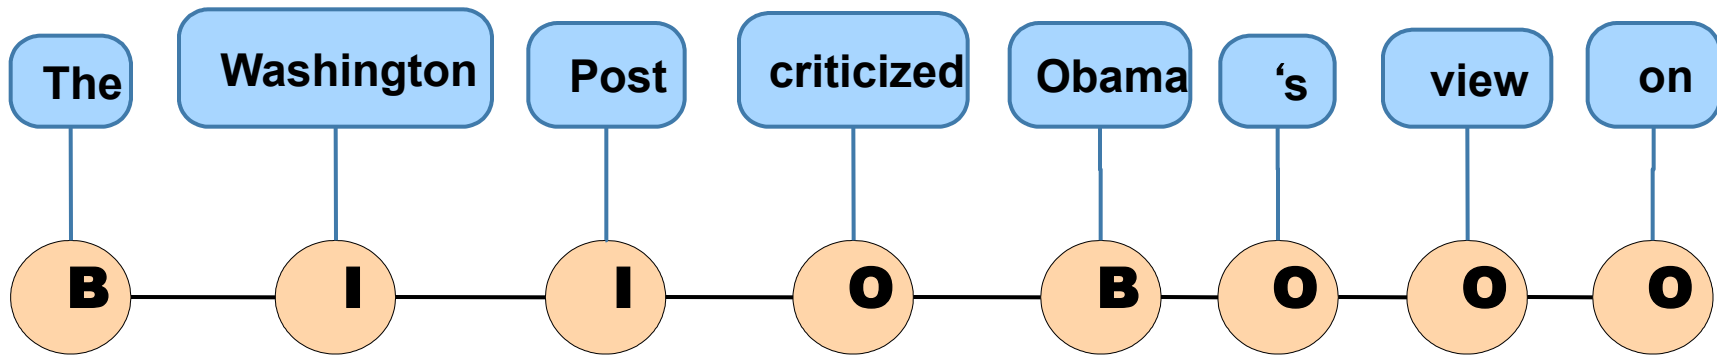 The Washington Post criticized Obama ‘s view on
B I I O B O O O